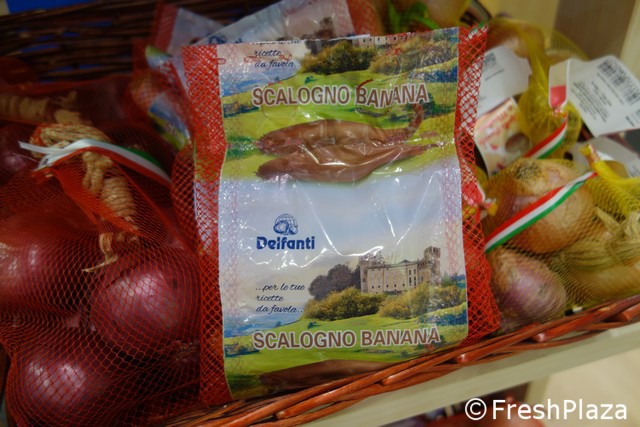 ricette
da favola...
SCALOGNO BANANA
Delfanti
...per le tue
ricette
da favola...
SCALOGNO BANANA
© FreshPlaza